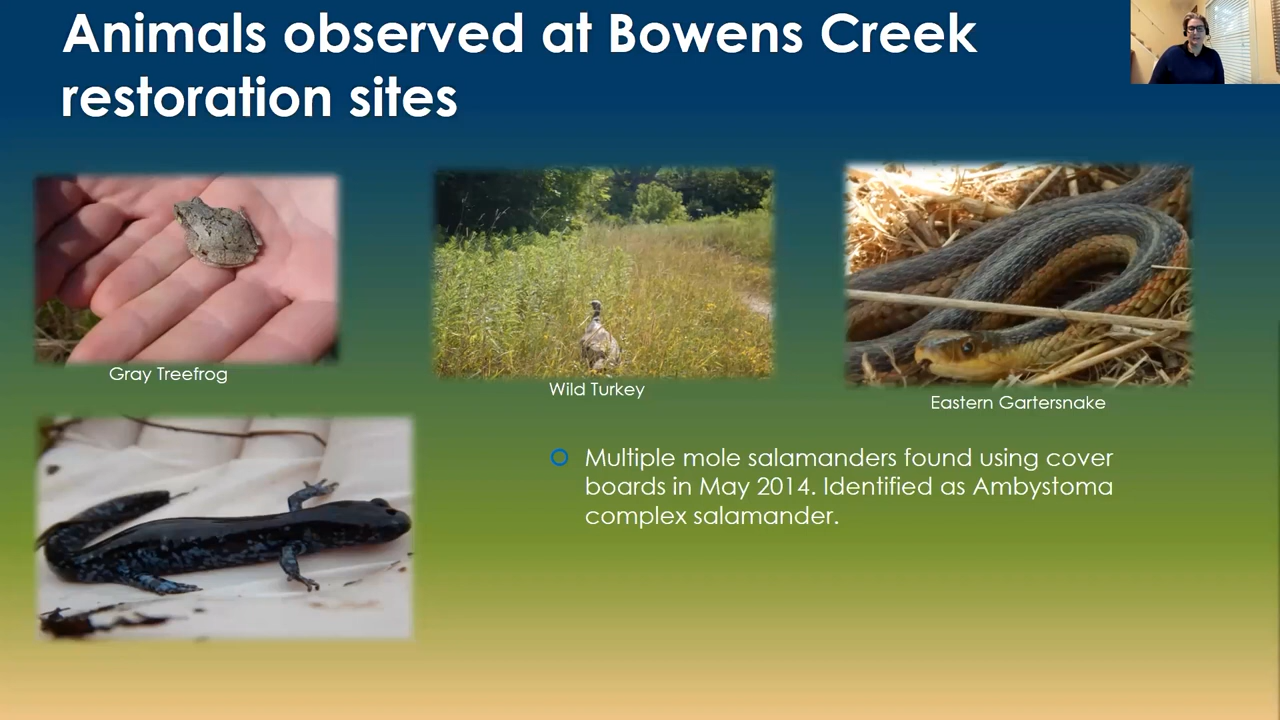 Animals observed at Bowens Creek
restoration sites
Gray Treefrog
Wild Turkey
Eastern Gartersnake
Multiple mole salamanders found using cover
boards in May 2014. Identified as Ambystoma
complex salamander.